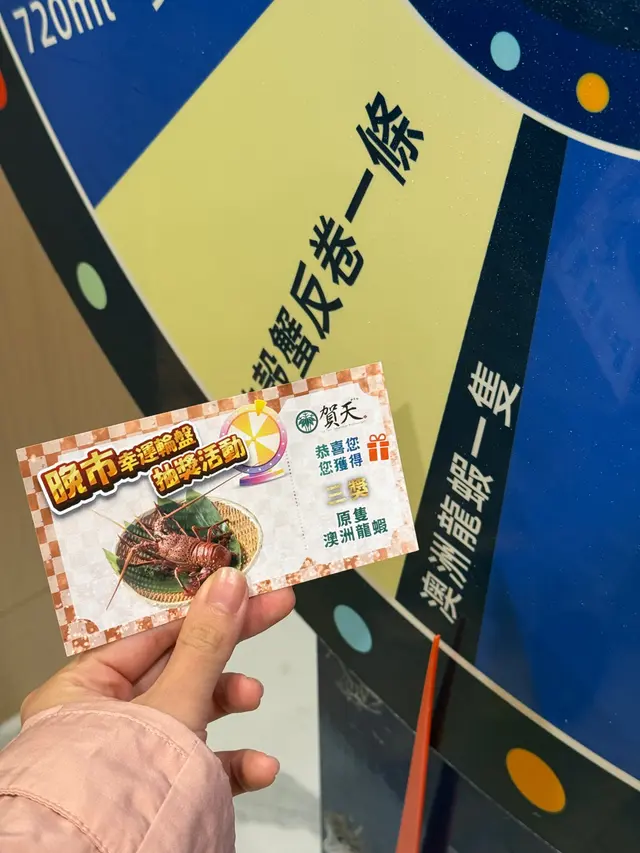 720ml
殼蟹反卷一條
澳洲龍蝦一隻
晚市幸運輪盤
抽獎活動
賀天
恭喜您
您獲得
三獎
原隻
澳洲龍蝦